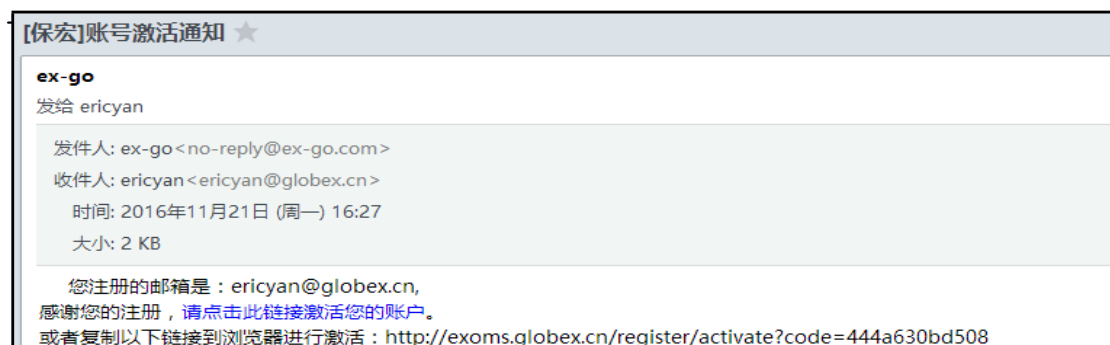 [保宏]账号激活通知
ex-go
发给 ericyan
发件人: ex-go<no-reply@ex-go.com>
收件人: ericyan<ericyan@globex.cn>
时间: 2016年11月21日 (周一) 16:27
大小: 2 KB
您注册的邮箱是：ericyan@globex.cn,
感谢您的注册，请点击此链接激活您的账户。
或者复制以下链接到浏览器进行激活：http://exoms.globex.cn/register/activate?code=444a630bd508